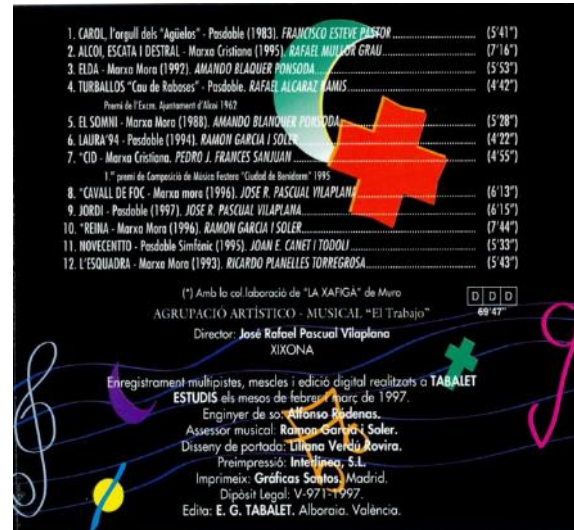 1. CAROL, l'orgull dels "Agüelos" - Pasdoble (1983). FRANCISCO ESTEVE PASTOR (5'41")
2. ALCOI, ESCATA I DESTRAL - Marxa Cristiana (1995). RAFAEL MULLOR GRAU (7'16")
3. ELDA - Marxa Mora (1992). AMANDO BLAQUER PONSODA (5'53")
4. TURBALLOS "Cau de Raboses" - Pasdoble. RAFAEL ALCARAZ RAMIS (4'42")
Premi de l'Excm. Ajuntament d'Alcoi 1962
5. EL SOMNI - Marxa Mora (1988). AMANDO BLANQUER PONSODA (5'28")
6. LAURA'94 - Pasdoble (1994). RAMON GARCIA I SOLER (4'22")
7. *CID - Marxa Cristiana. PEDRO J. FRANCES SANJUAN (4'55")
1.er premi de Composició de Música Festera "Ciudad de Benidorm" 1995
8. *CAVALL DE FOC - Marxa mora (1996). JOSE R. PASCUAL VILAPLANA (6'13")
9. JORDI - Pasdoble (1997). JOSE R. PASCUAL VILAPLANA (6'15")
10. *REINA - Marxa Mora (1996). RAMON GARCIA I SOLER (7'44")
11. NOVECENTTO - Pasdoble Simfònic (1995). JOAN E. CANET I TODOLI (5'33")
12. L'ESQUADRA - Marxa Mora (1993). RICARDO PLANELLES TORREGROSA (5'43")
(*) Amb la col.laboració de "LA XAFIGÀ" de Muro
D D D
AGRUPACIÓ ARTÍSTICO - MUSICAL "El Trabajo"
69'47"
Director: José Rafael Pascual Vilaplana
XIXONA
Enregistrament multipistes, mescles i edició digital realitzats a TABALET
ESTUDIS els mesos de febrer i març de 1997.
Enginyer de so: Alfonso Ródenas.
Assessor musical: Ramon Garcia i Soler.
Disseny de portada: Liliana Verdú Rovira.
Preimpressió: Interlinea, S.L.
Imprimeix: Gráficas Santos. Madrid.
Dipòsit Legal: V-971-1997.
Edita: E. G. TABALET. Alboraia. València.